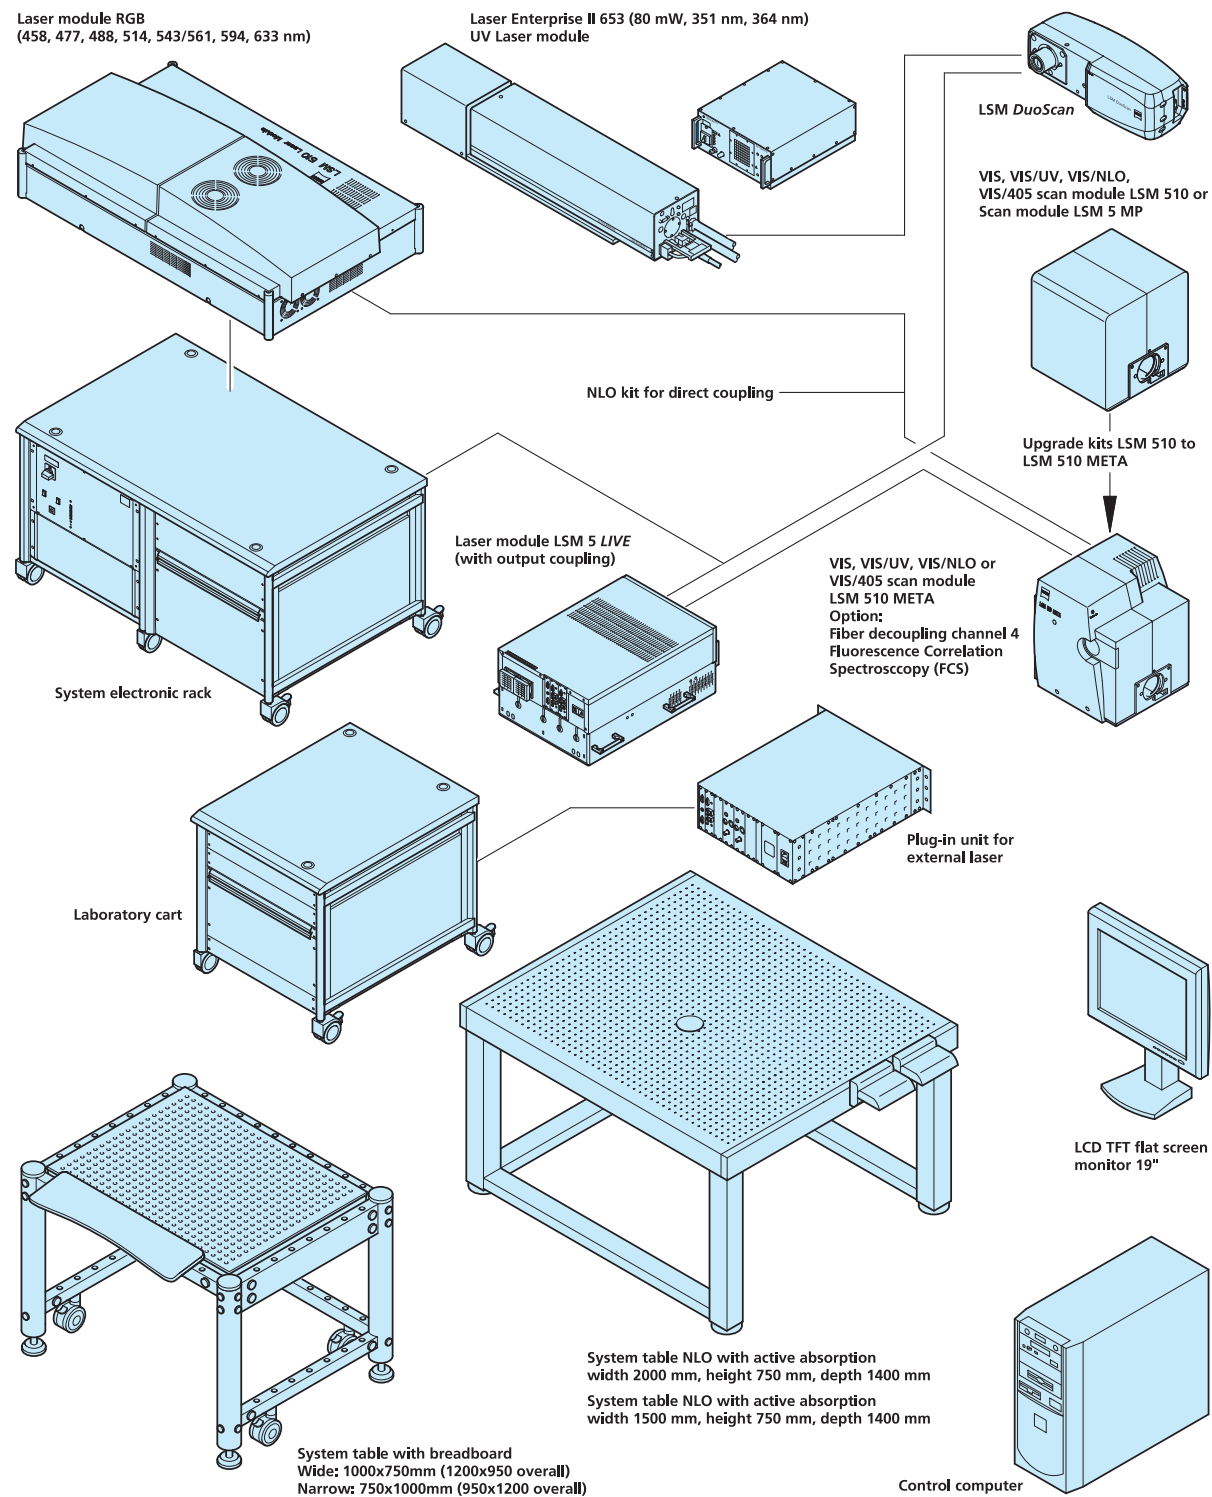 Laser module RGB
(458, 477, 488, 514, 543/561, 594, 633 nm)
Laser Enterprise II 653 (80 mW, 351 nm, 364 nm)
UV Laser module
LSM 510 Laser Module
LSM DuoScan
LSM DuoScan
VIS, VIS/UV, VIS/NLO,
VIS/405 scan module LSM 510 or
Scan module LSM 5 MP
NLO kit for direct coupling
Upgrade kits LSM 510 to
LSM 510 META
Laser module LSM 5 LIVE
(with output coupling)
VIS, VIS/UV, VIS/NLO or
VIS/405 scan module
LSM 510 META
Option:
Fiber decoupling channel 4
Fluorescence Correlation
Spectrosccopy (FCS)
System electronic rack
Plug-in unit for
external laser
Laboratory cart
LCD TFT flat screen
monitor 19"
System table NLO with active absorption
width 2000 mm, height 750 mm, depth 1400 mm
System table NLO with active absorption
width 1500 mm, height 750 mm, depth 1400 mm
System table with breadboard
Wide: 1000x750mm (1200x950 overall)
Narrow: 750x1000mm (950x1200 overall)
Control computer